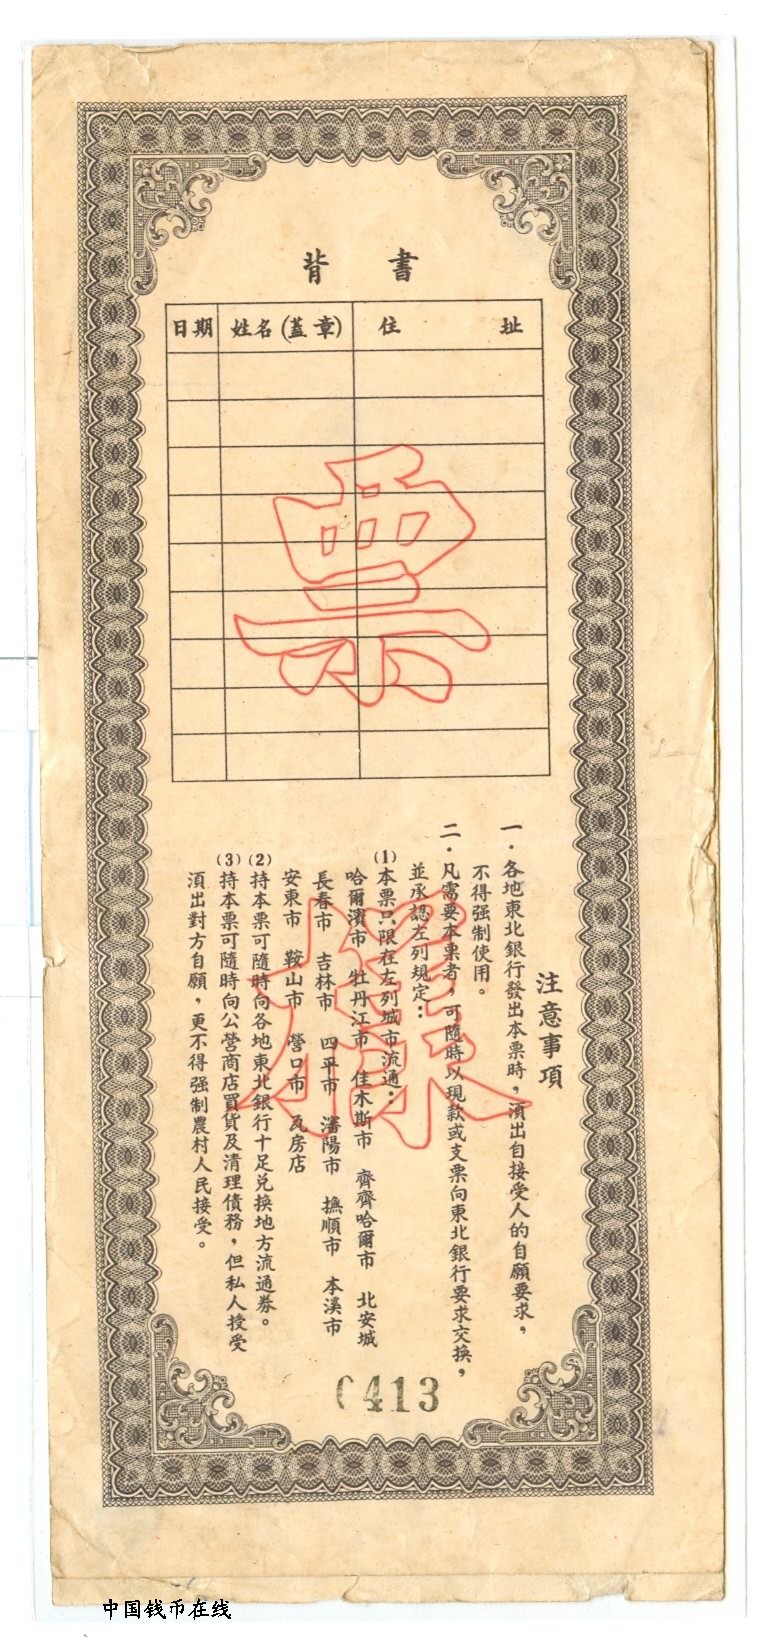 背書
日期 姓名(蓋章) 住址
票樣
注意事項
一．各地東北銀行發出本票時，須出自接受人的自願要求，
不得强制使用。
二．凡需要本票者，可隨時以現款或支票向東北銀行要求交換，
並承認左列規定：
(1)本票只限在左列城市流通：
哈爾濱市 牡丹江市 佳木斯市 齊齊哈爾市 北安城
長春市 吉林市 四平市 瀋陽市 撫順市 本溪市
安東市 鞍山市 營口市 瓦房店
(2)持本票可隨時向各地東北銀行十足兑換地方流通券。
(3)持本票可隨時向公營商店買貨及清理債務，但私人授受
須出對方自願，更不得强制農村人民接受。
0413
中国钱币在线